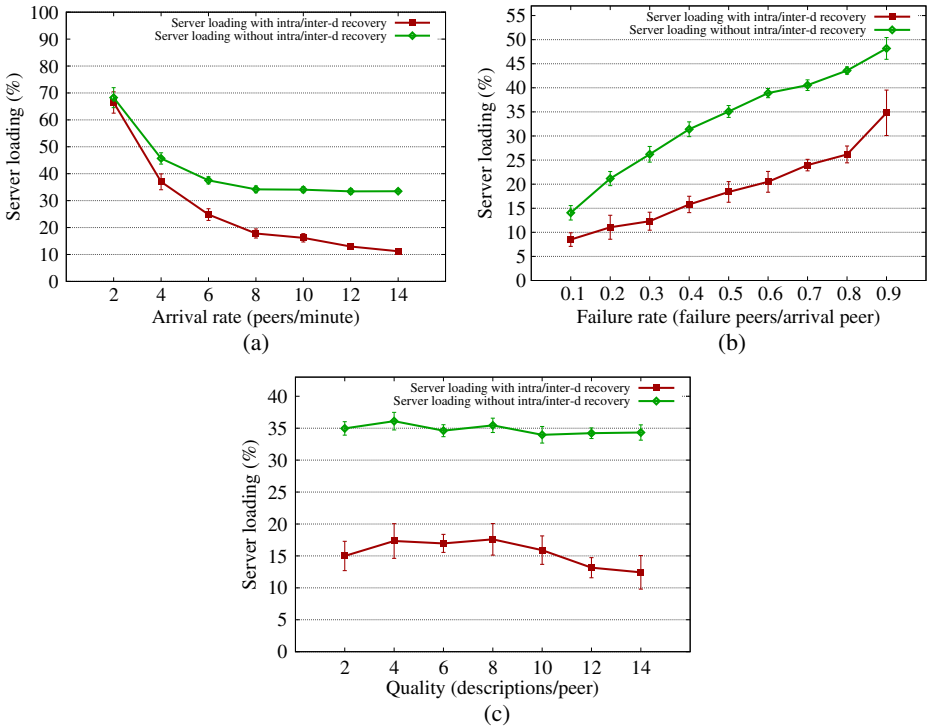 Server loading with intra/inter-d recovery
Server loading without intra/inter-d recovery
100
90
80
70
60
50
40
30
20
10
0
Server loading (%)
2 4 6 8 10 12 14
Arrival rate (peers/minute)
(a)
Server loading with intra/inter-d recovery
Server loading without intra/inter-d recovery
55
50
45
40
35
30
25
20
15
10
5
0
Server loading (%)
0.1 0.2 0.3 0.4 0.5 0.6 0.7 0.8 0.9
Failure rate (failure peers/arrival peer)
(b)
Server loading with intra/inter-d recovery
Server loading without intra/inter-d recovery
40
35
30
25
20
15
10
5
0
Server loading (%)
2 4 6 8 10 12 14
Quality (descriptions/peer)
(c)